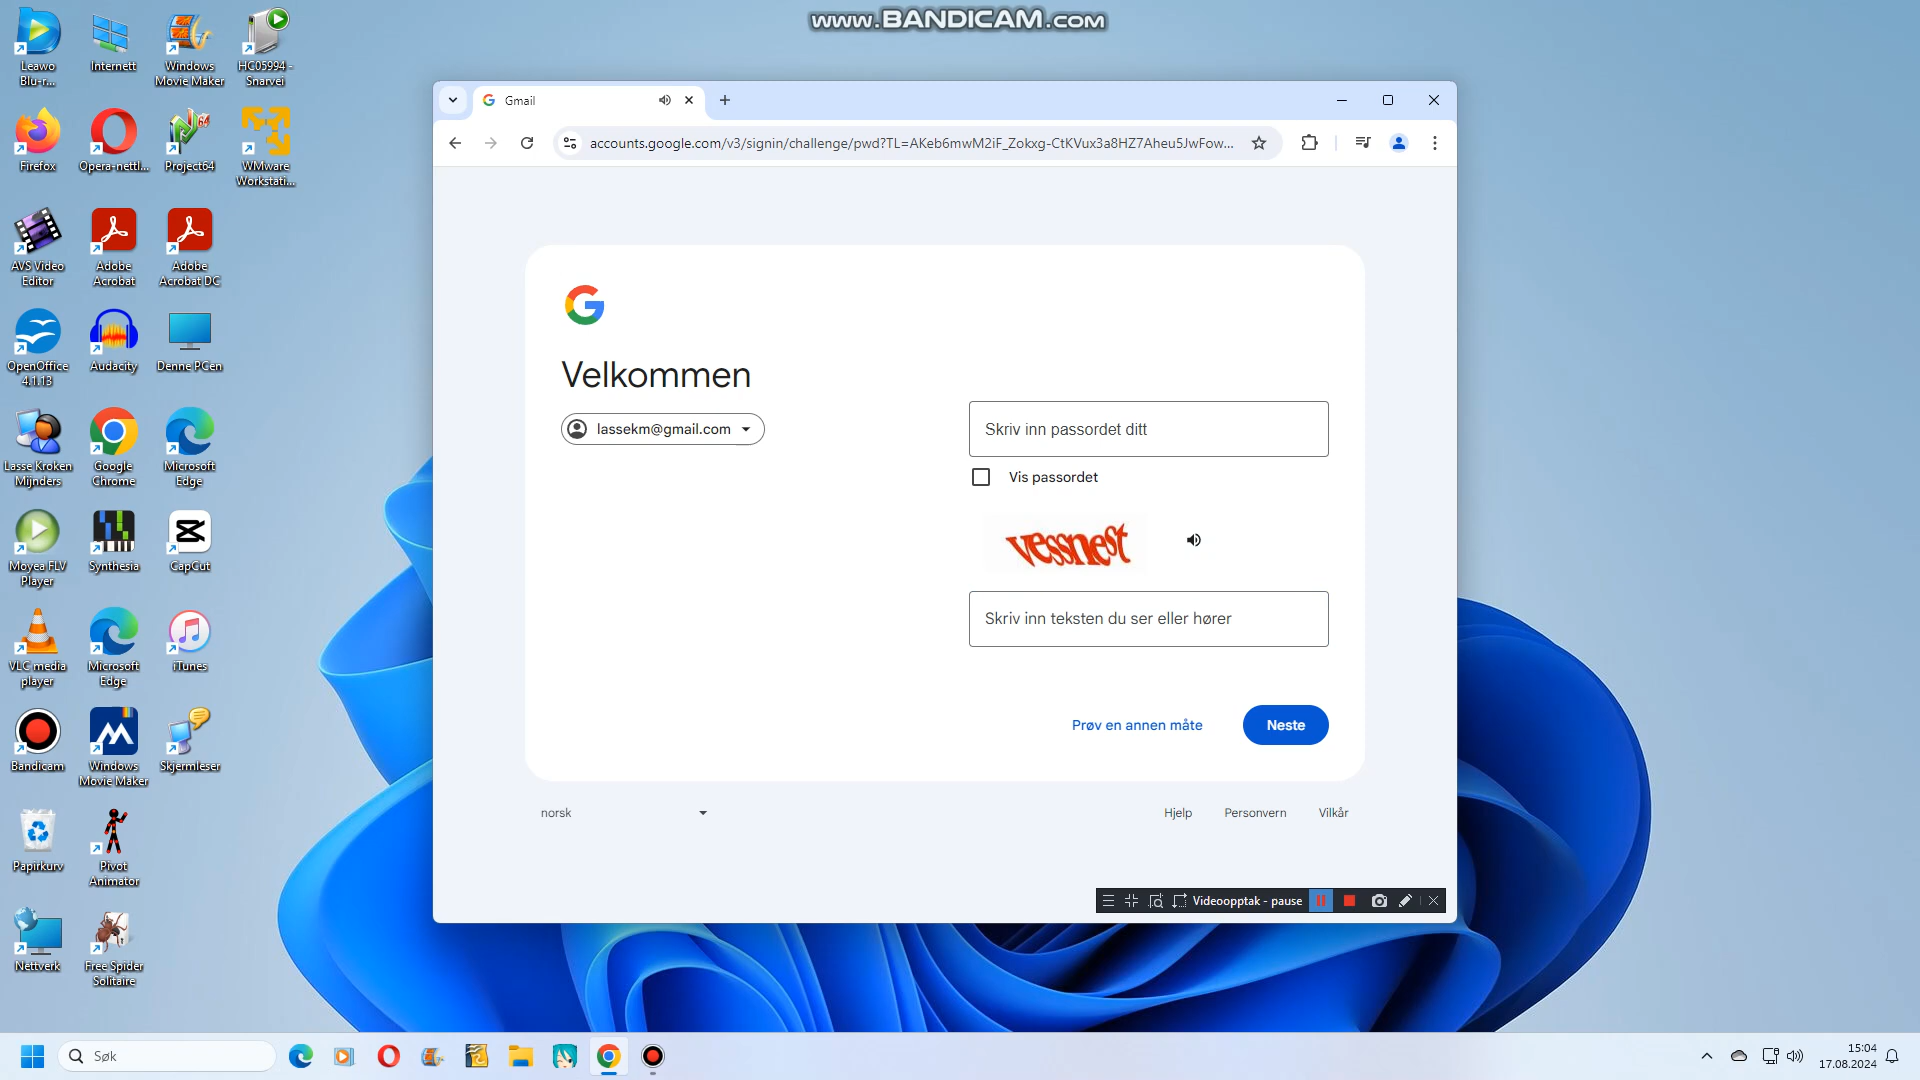 www.BANDICAM.com
Leawo
Blu-r...
Internett
Windows
Movie Maker
HC05994 -
Snarvei
Firefox
Opera-nettl...
Project64
WMware
Workstati...
AVS Video
Editor
Adobe
Acrobat
Adobe
Acrobat DC
OpenOffice
4.1.13
Audacity
Denne PCen
Lasse Kroken
Mijnders
Google
Chrome
Microsoft
Edge
Moyea FLV
Player
Synthesia
CapCut
VLC media
player
Microsoft
Edge
iTunes
Bandicam
Windows
Movie Maker
Skjermleser
Papirkurv
Pivot
Animator
Nettverk
Free Spider
Solitaire
Gmail
accounts.google.com/v3/signin/challenge/pwd?TL=AKeb6mwM2iF_Zokxg-CtKVux3a8HZ7Aheu5JwFow...
Velkommen
lassekm@gmail.com
Skriv inn passordet ditt
Vis passordet
vessnest
Skriv inn teksten du ser eller hører
Prøv en annen måte
Neste
norsk
Hjelp
Personvern
Vilkår
Videoopptak - pause
Søk
15:04
17.08.2024